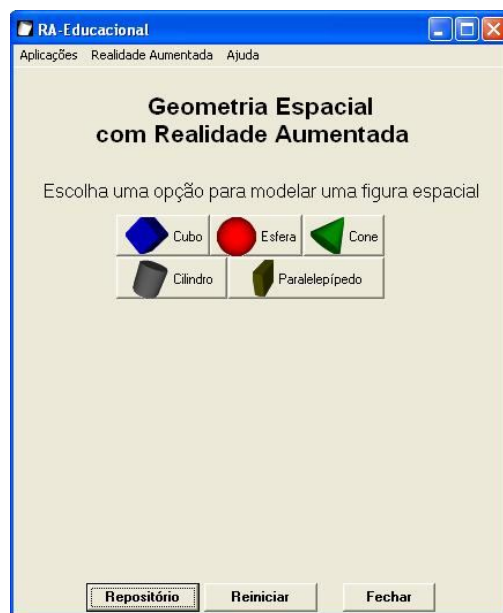 RA-Educacional
Aplicações Realidade Aumentada Ajuda
Geometria Espacial
com Realidade Aumentada
Escolha uma opção para modelar uma figura espacial
Cubo Esfera Cone
Cilindro Paralelepípedo
Repositório Reiniciar Fechar